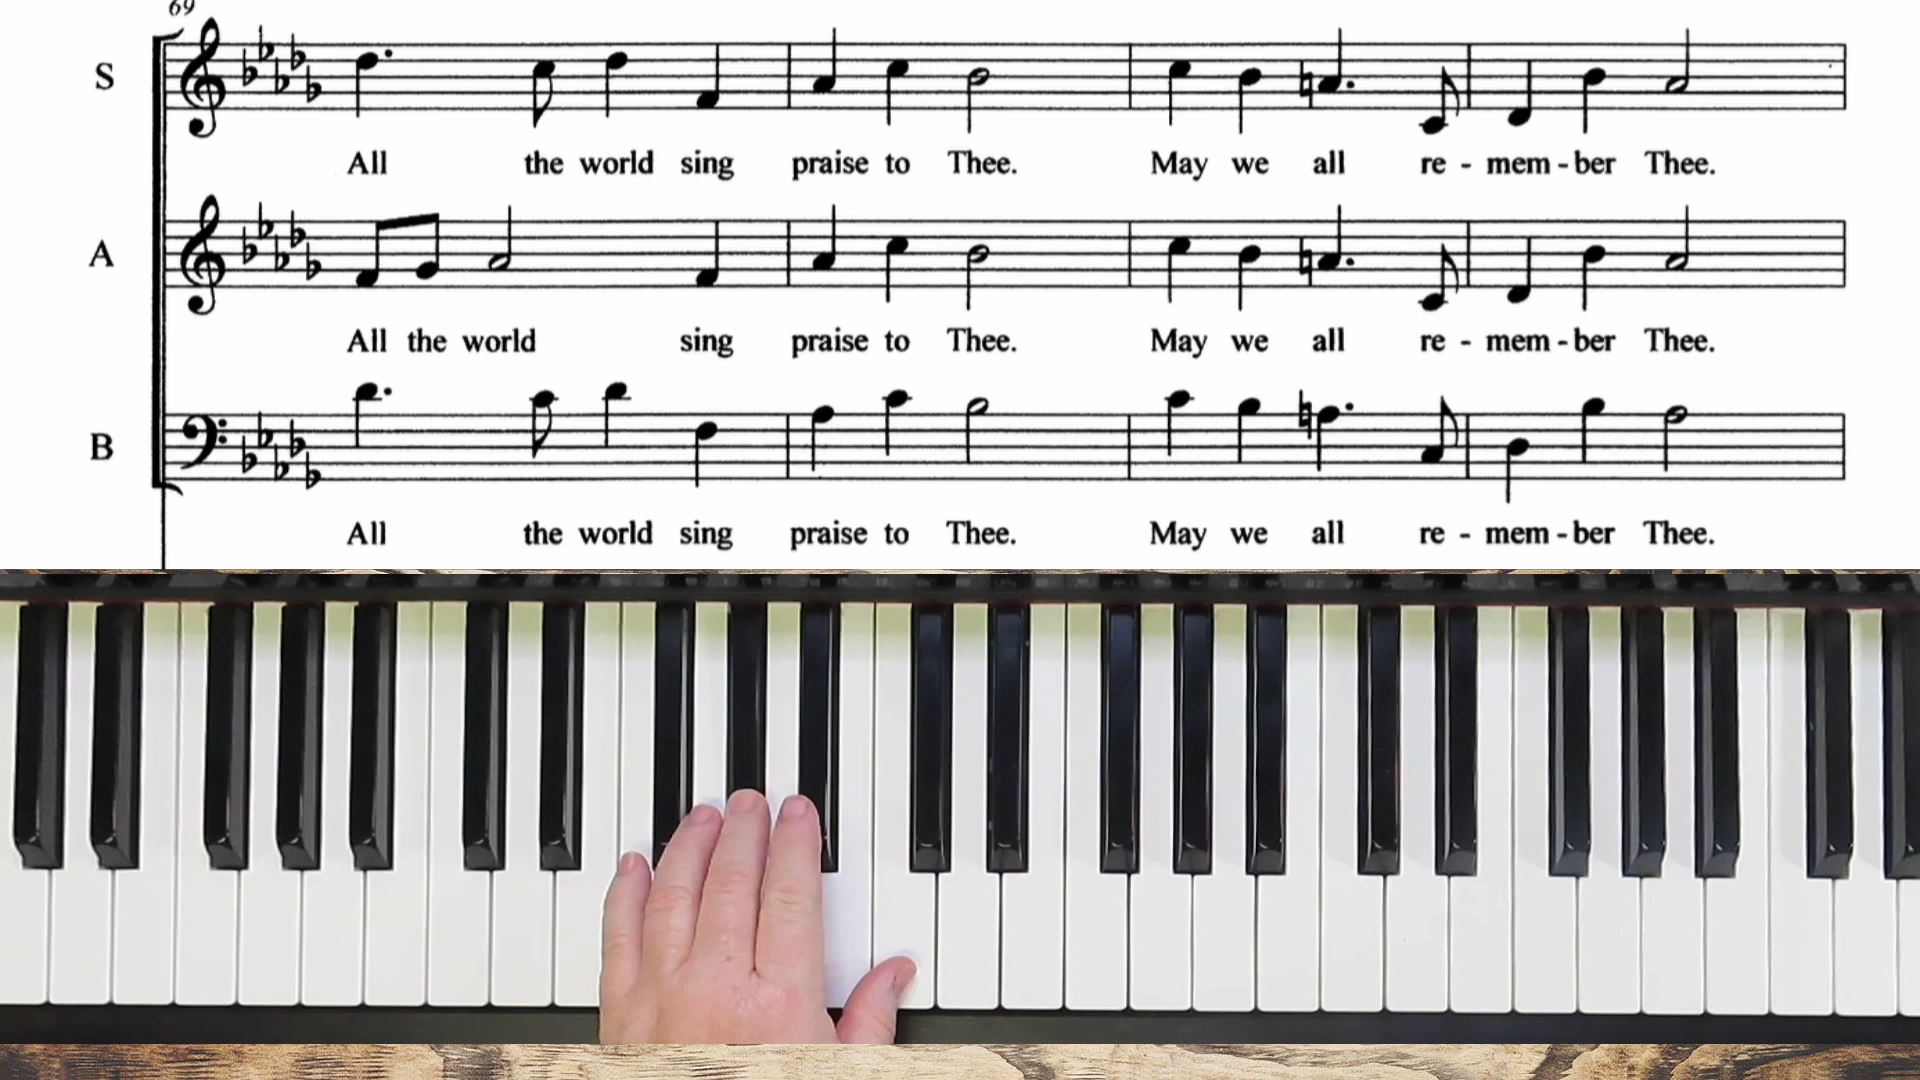 69
S
All the world sing praise to Thee. May we all re - mem - ber Thee.
A
All the world sing praise to Thee. May we all re - mem - ber Thee.
B
All the world sing praise to Thee. May we all re - mem - ber Thee.